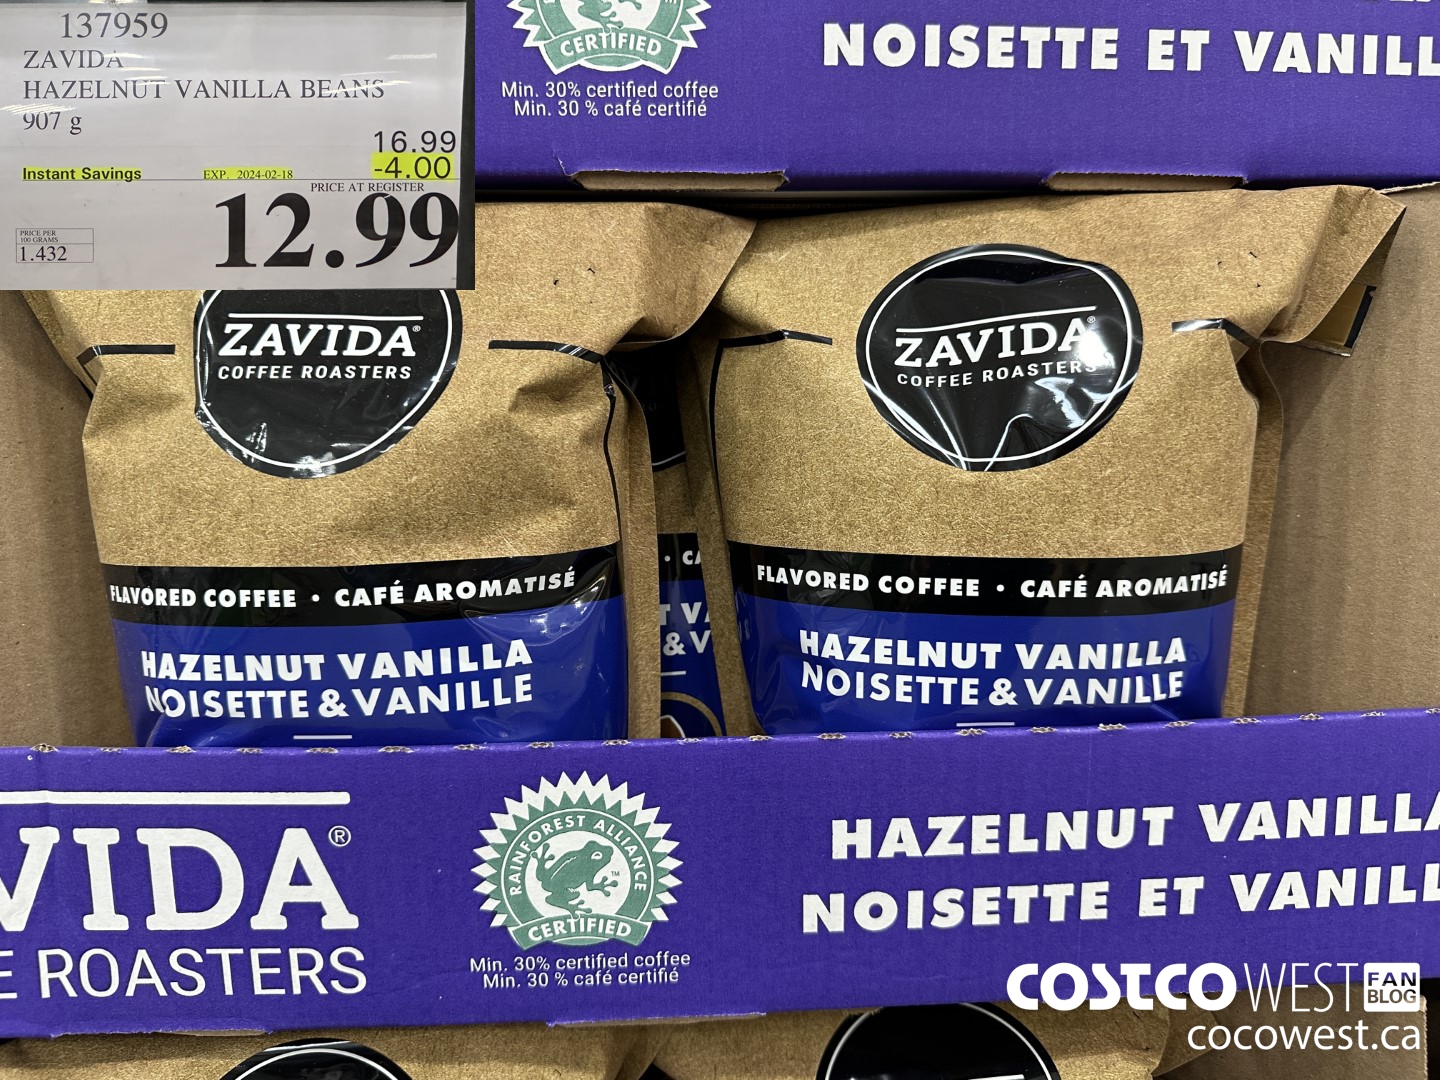 137959
ZAVIDA
HAZELNUT VANILLA BEANS
907 g
16.99
Instant Savings EXP. 2024-02-18 -4.00
PRICE AT REGISTER
12.99
PRICE PER
100 GRAMS
1.432
CERTIFIED
Min. 30% certified coffee
Min. 30 % café certifié
NOISETTE ET VANILL
ZAVIDA®
COFFEE ROASTERS
FLAVORED COFFEE • CAFÉ AROMATISÉ
HAZELNUT VANILLA
NOISETTE & VANILLE
ZAVIDA®
COFFEE ROASTERS
FLAVORED COFFEE • CAFÉ AROMATISÉ
HAZELNUT VANILLA
NOISETTE & VANILLE
• CA
T VA
& V
VIDA®
E ROASTERS
RAINFOREST ALLIANCE
TM
CERTIFIED
Min. 30% certified coffee
Min. 30 % café certifié
HAZELNUT VANILLA
NOISETTE ET VANILL
COSTCO WEST FAN BLOG
cocowest.ca